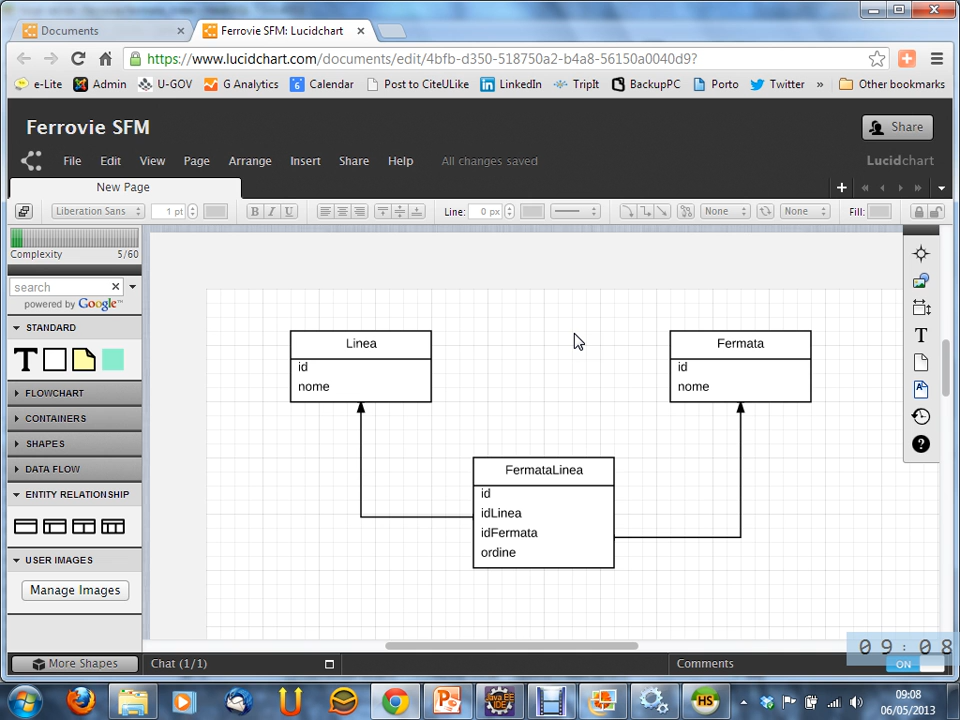 Documents
Ferrovie SFM: Lucidchart
https://www.lucidchart.com/documents/edit/4bfb-d350-518750a2-b4a8-56150a0040d9?
e-Lite Admin U-GOV G Analytics Calendar Post to CiteULike LinkedIn TripIt BackupPC Porto Twitter » Other bookmarks
Ferrovie SFM
Share
File Edit View Page Arrange Insert Share Help All changes saved
Lucidchart
New Page
Liberation Sans 1 pt B I U Line: 0 px None None Fill:
Complexity 5/60
search
powered by Google™
STANDARD
T
FLOWCHART
CONTAINERS
SHAPES
DATA FLOW
ENTITY RELATIONSHIP
USER IMAGES
Manage Images
More Shapes
Linea
id
nome
Fermata
id
nome
FermataLinea
id
idLinea
idFermata
ordine
T
A
?
Chat (1/1)
Comments
09:08
ON
Java EE
IDE
HS
09:08
06/05/2013